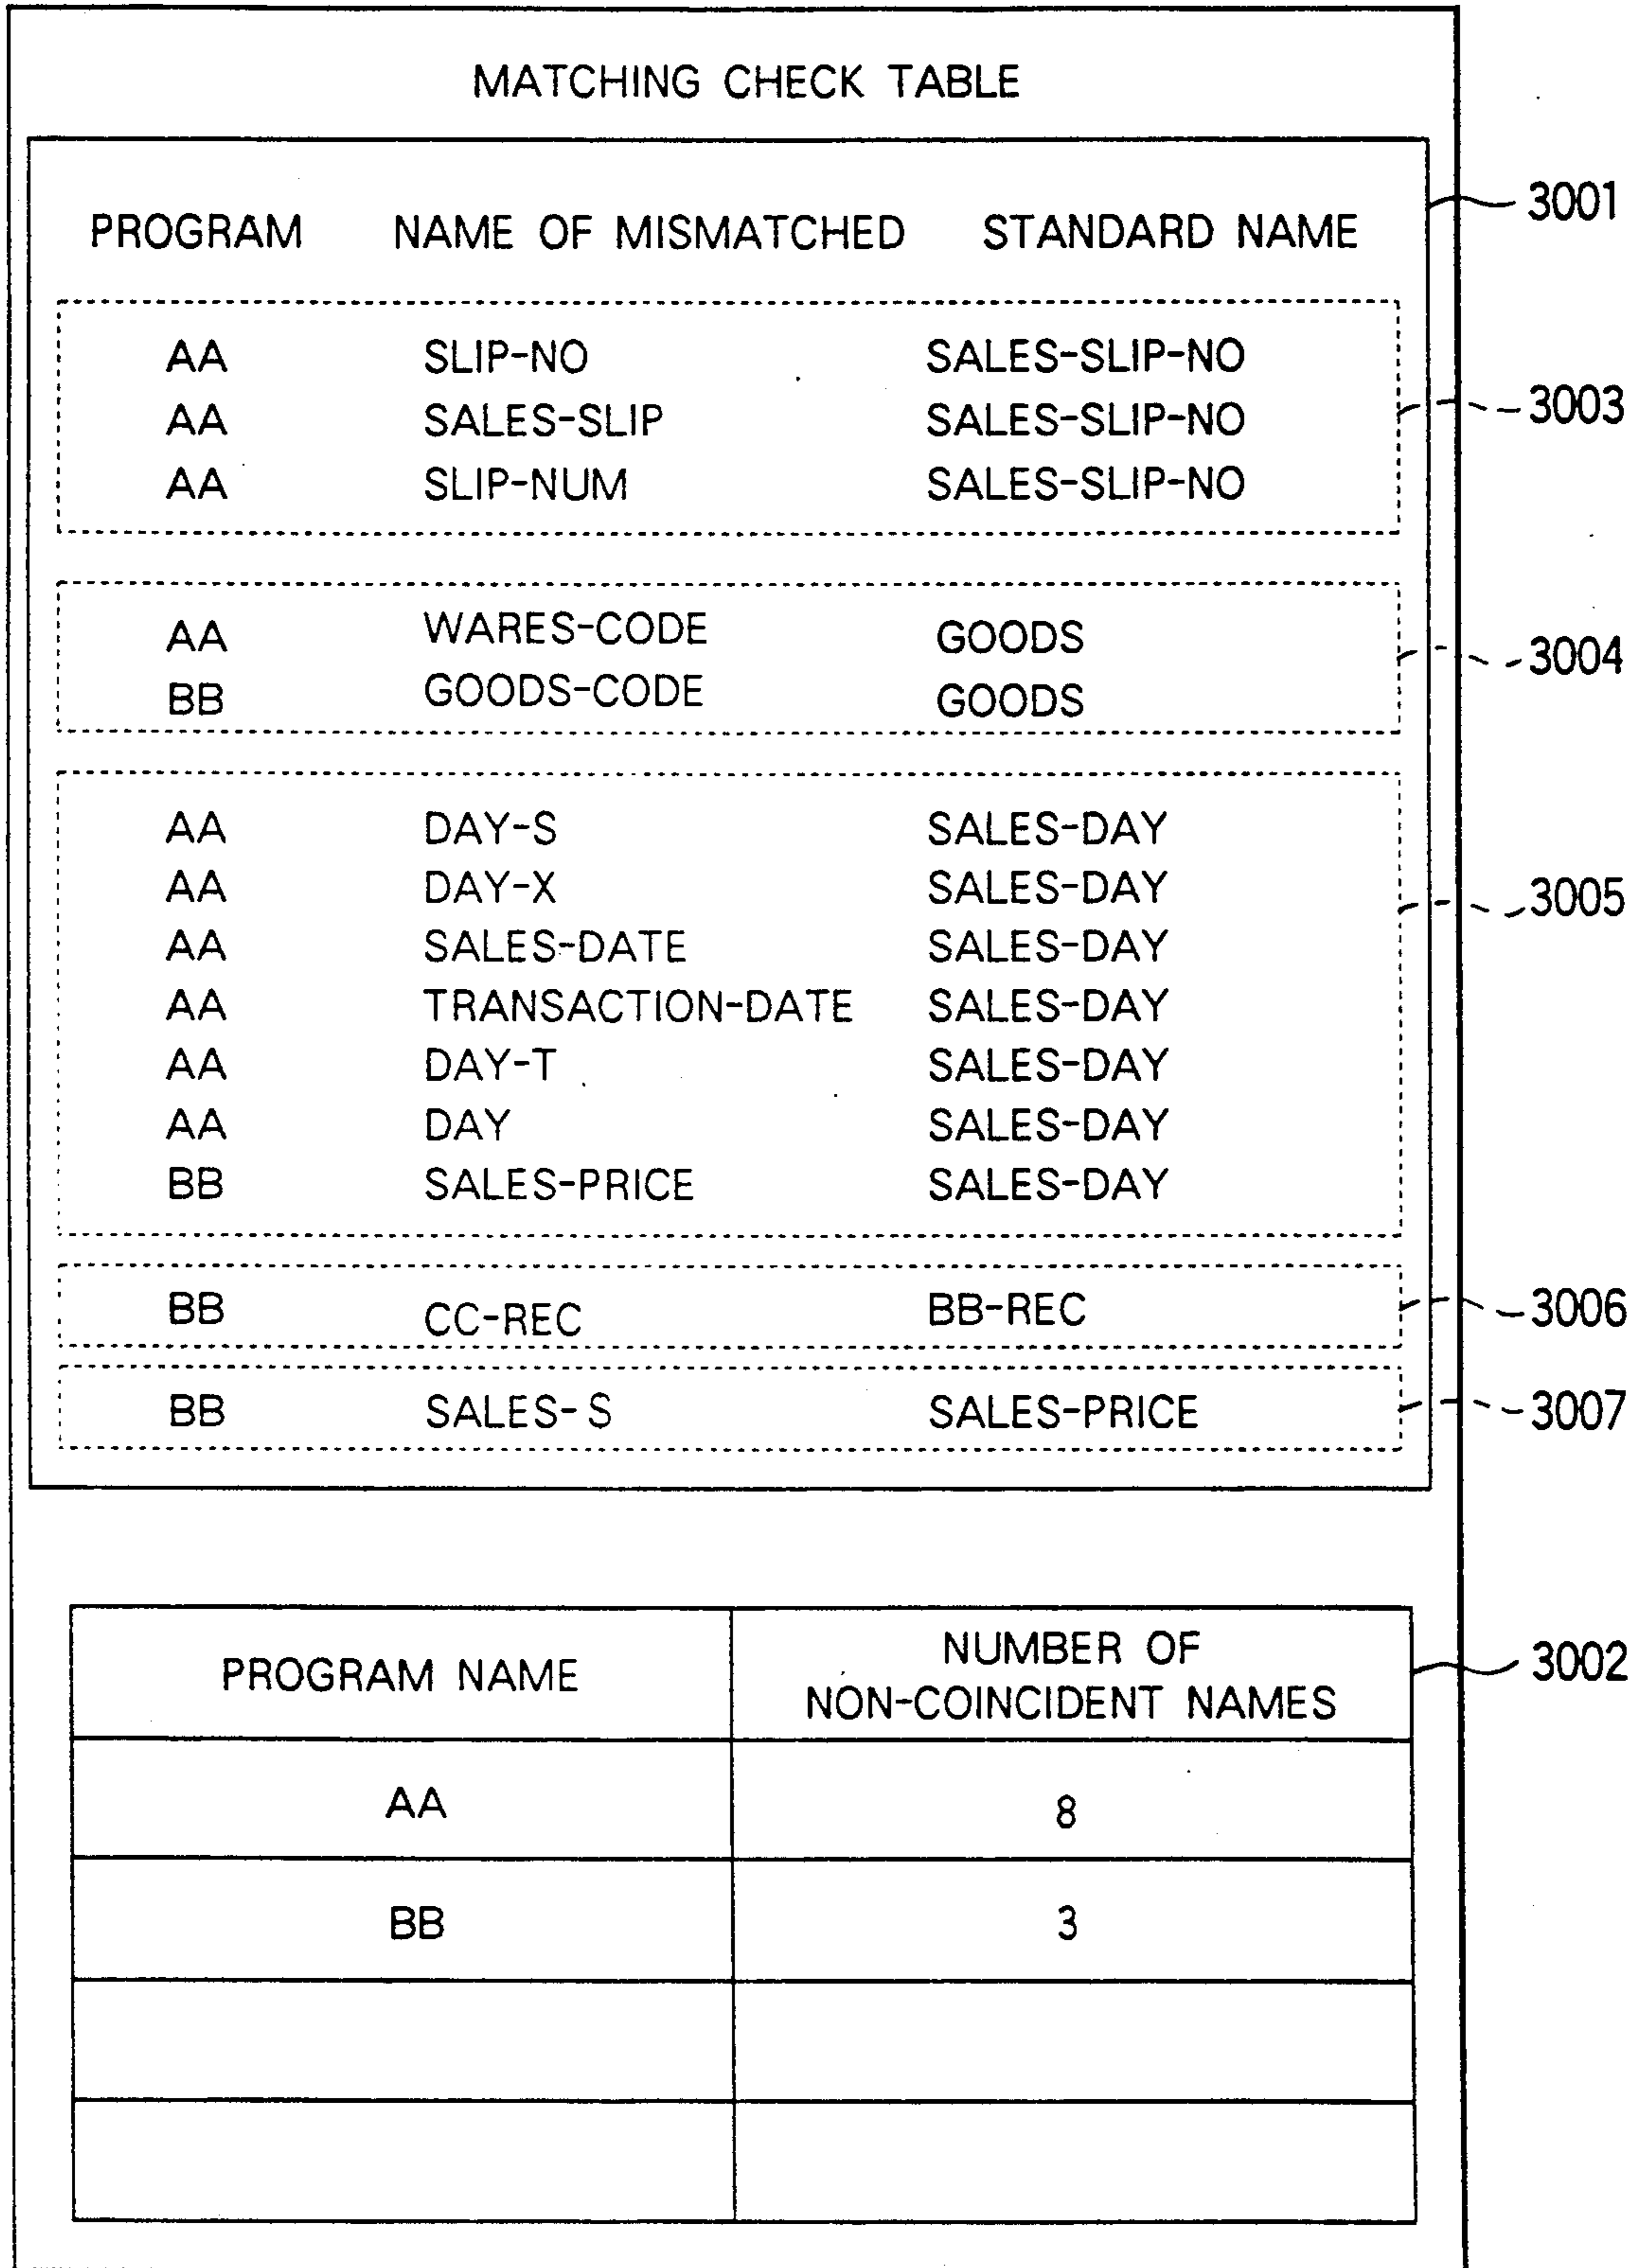 MATCHING CHECK TABLE
PROGRAM NAME OF MISMATCHED STANDARD NAME 3001
AA SLIP-NO SALES-SLIP-NO
AA SALES-SLIP SALES-SLIP-NO 3003
AA SLIP-NUM SALES-SLIP-NO
AA WARES-CODE GOODS 3004
BB GOODS-CODE GOODS
AA DAY-S SALES-DAY
AA DAY-X SALES-DAY 3005
AA SALES-DATE SALES-DAY
AA TRANSACTION-DATE SALES-DAY
AA DAY-T SALES-DAY
AA DAY SALES-DAY
BB SALES-PRICE SALES-DAY
BB CC-REC BB-REC 3006
BB SALES-S SALES-PRICE 3007
PROGRAM NAME NUMBER OF 3002
NON-COINCIDENT NAMES
AA 8
BB 3